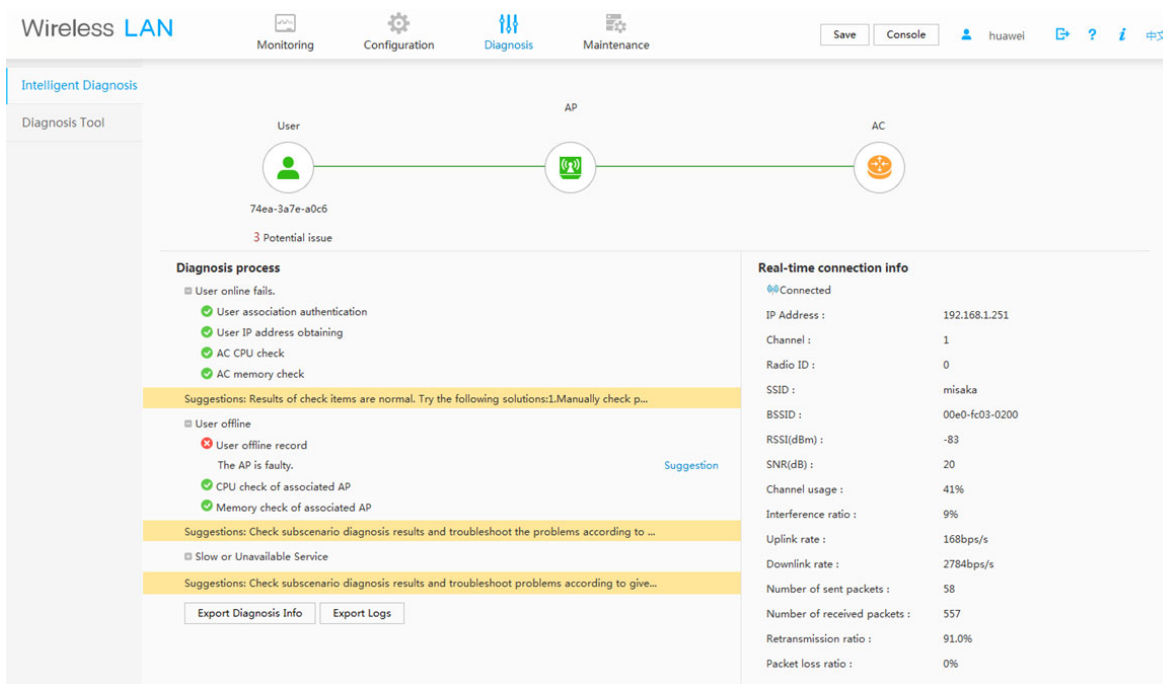 Wireless LAN
Monitoring
Configuration
Diagnosis
Maintenance
Save
Console
huawei
?
i
中文
Intelligent Diagnosis
Diagnosis Tool
User
AP
AC
74ea-3a7e-a0c6
3 Potential issue
Diagnosis process
User online fails.
User association authentication
User IP address obtaining
AC CPU check
AC memory check
Suggestions: Results of check items are normal. Try the following solutions:1.Manually check p...
User offline
User offline record
The AP is faulty. Suggestion
CPU check of associated AP
Memory check of associated AP
Suggestions: Check subscenario diagnosis results and troubleshoot the problems according to ...
Slow or Unavailable Service
Suggestions: Check subscenario diagnosis results and troubleshoot problems according to give...
Export Diagnosis Info
Export Logs
Real-time connection info
Connected
IP Address : 192.168.1.251
Channel : 1
Radio ID : 0
SSID : misaka
BSSID : 00e0-fc03-0200
RSSI(dBm) : -83
SNR(dB) : 20
Channel usage : 41%
Interference ratio : 9%
Uplink rate : 168bps/s
Downlink rate : 2784bps/s
Number of sent packets : 58
Number of received packets : 557
Retransmission ratio : 91.0%
Packet loss ratio : 0%